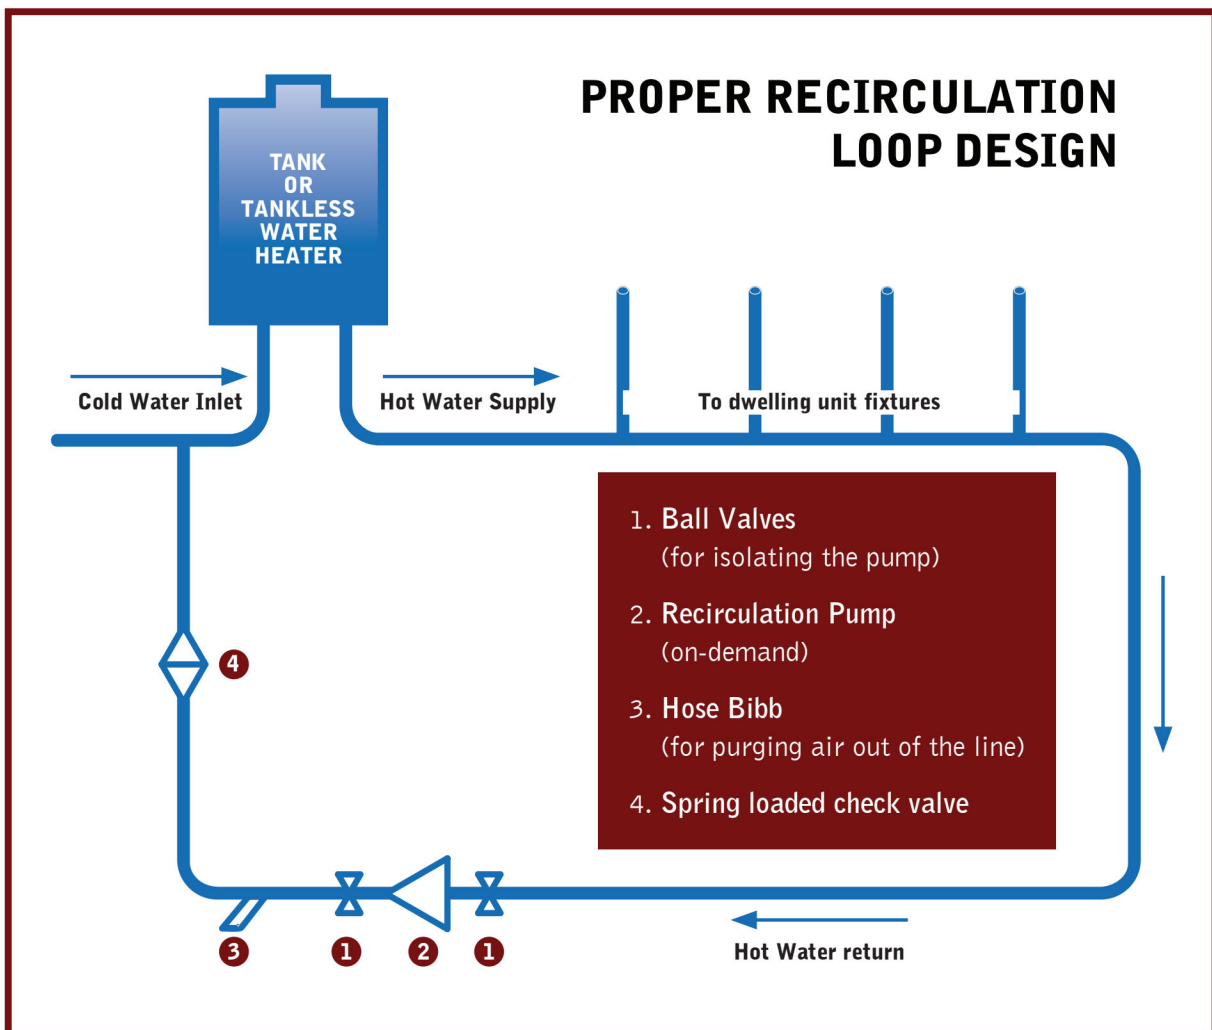 PROPER RECIRCULATION
LOOP DESIGN
TANK
OR
TANKLESS
WATER
HEATER
Cold Water Inlet
Hot Water Supply
To dwelling unit fixtures
1. Ball Valves
(for isolating the pump)
2. Recirculation Pump
(on-demand)
3. Hose Bibb
(for purging air out of the line)
4. Spring loaded check valve
4
3
1
2
1
Hot Water return